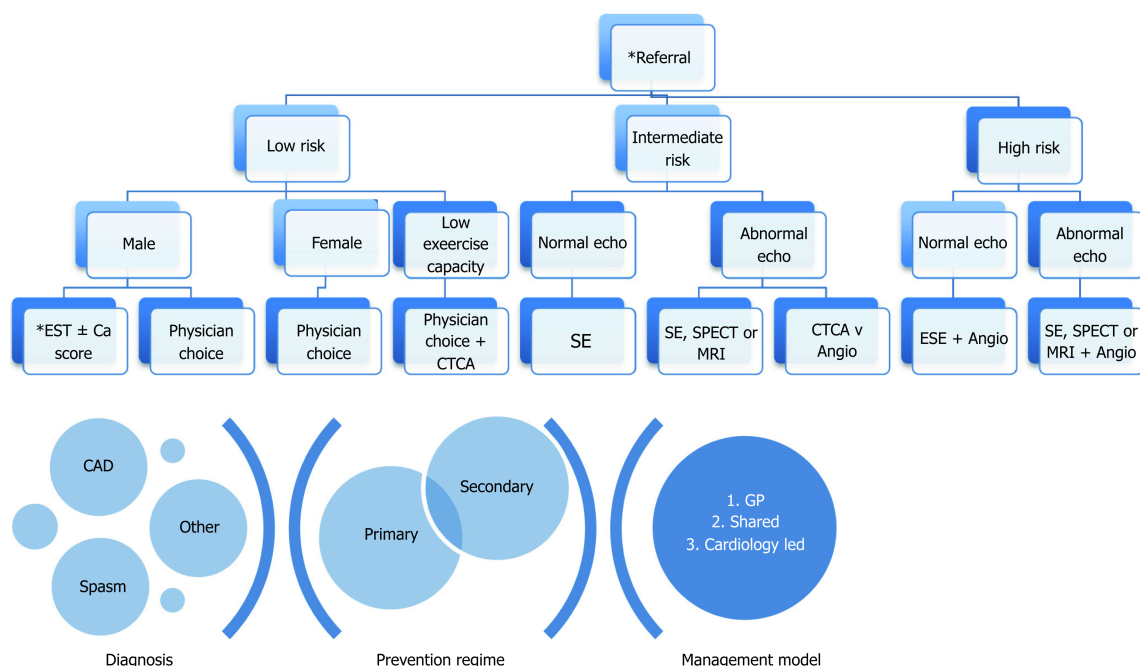 *Referral
Low risk
Intermediate
risk
High risk
Male
Female
Low
exeercise
capacity
Normal echo
Abnormal
echo
Normal echo
Abnormal
echo
*EST ± Ca
score
Physician
choice
Physician
choice
Physician
choice +
CTCA
SE
SE, SPECT or
MRI
CTCA v
Angio
ESE + Angio
SE, SPECT or
MRI + Angio
CAD
Other
Spasm
Diagnosis
Primary
Secondary
Prevention regime
1. GP
2. Shared
3. Cardiology led
Management model